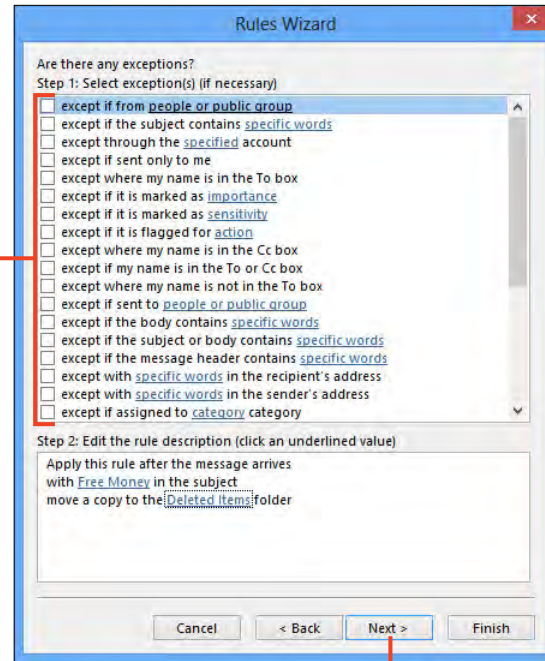 Rules Wizard
Are there any exceptions?
Step 1: Select exception(s) (if necessary)
except if from people or public group
except if the subject contains specific words
except through the specified account
except if sent only to me
except where my name is in the To box
except if it is marked as importance
except if it is marked as sensitivity
except if it is flagged for action
except where my name is in the Cc box
except if my name is in the To or Cc box
except where my name is not in the To box
except if sent to people or public group
except if the body contains specific words
except if the subject or body contains specific words
except if the message header contains specific words
except with specific words in the recipient's address
except with specific words in the sender's address
except if assigned to category category
Step 2: Edit the rule description (click an underlined value)
Apply this rule after the message arrives
with Free Money in the subject
move a copy to the Deleted Items folder
Cancel < Back Next > Finish